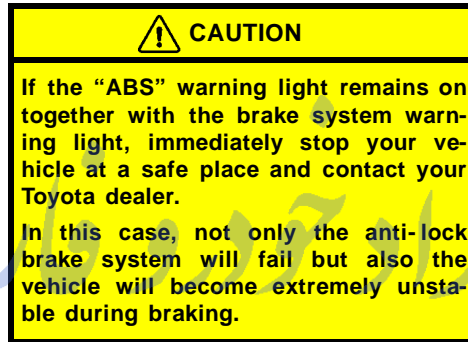 CAUTION
If the “ABS” warning light remains on
together with the brake system warn-
ing light, immediately stop your ve-
hicle at a safe place and contact your
Toyota dealer.
In this case, not only the anti-lock
brake system will fail but also the
vehicle will become extremely unsta-
ble during braking.